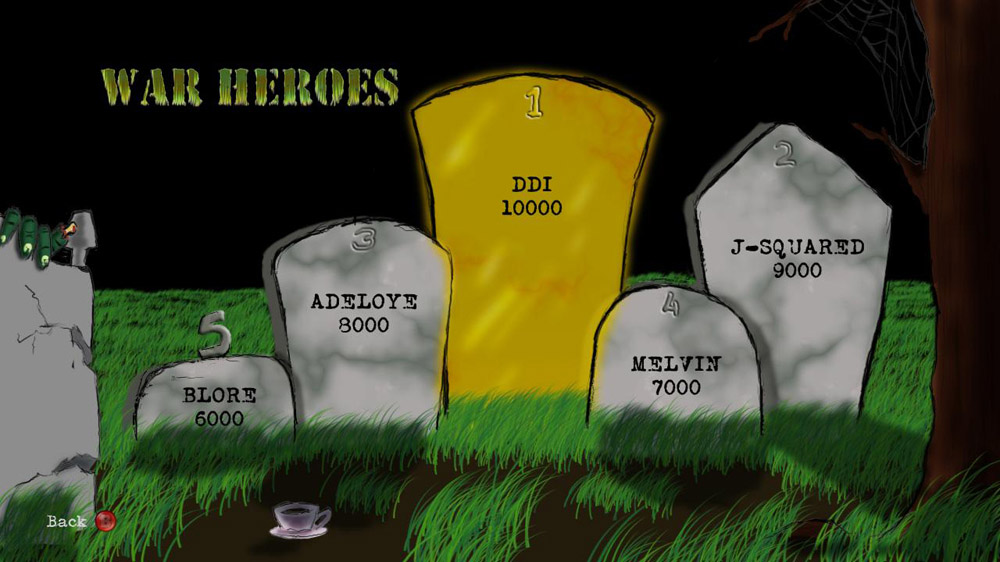 WAR HEROES
1
DDI
10000
2
J-SQUARED
9000
3
ADELOYE
8000
4
MELVIN
7000
5
BLORE
6000
Back